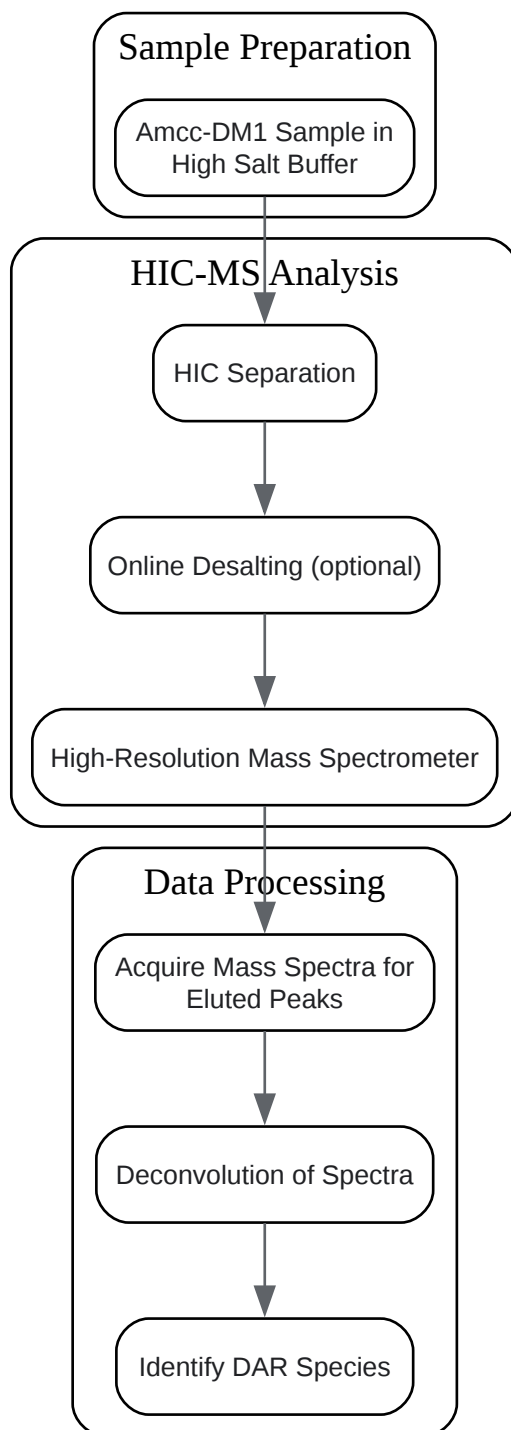 Sample Preparation
Amcc-DM1 Sample in
High Salt Buffer
HIC-MS Analysis
HIC Separation
Online Desalting (optional)
High-Resolution Mass Spectrometer
Data Processing
Acquire Mass Spectra for
Eluted Peaks
Deconvolution of Spectra
Identify DAR Species